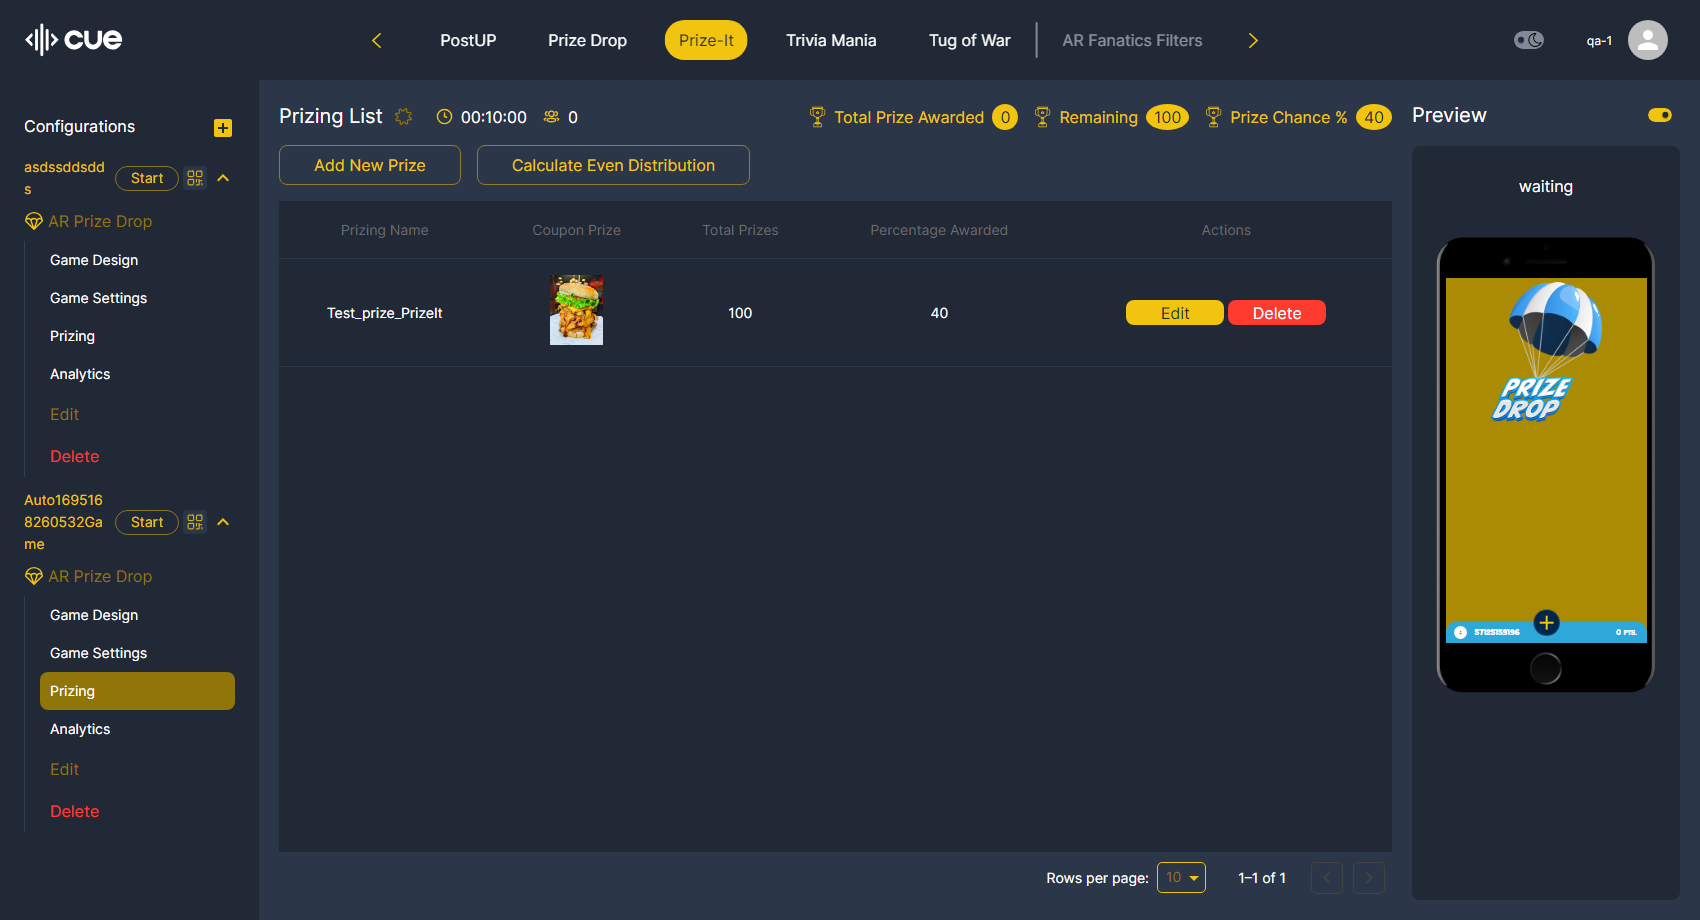 cue
PostUP
Prize Drop
Prize-It
Trivia Mania
Tug of War
AR Fanatics Filters
qa-1
Configurations
asdssddsdd
s
Start
AR Prize Drop
Game Design
Game Settings
Prizing
Analytics
Edit
Delete
Auto169516
8260532Ga
me
Start
AR Prize Drop
Game Design
Game Settings
Prizing
Analytics
Edit
Delete
Prizing List
00:10:00
0
Total Prize Awarded 0
Remaining 100
Prize Chance % 40
Add New Prize
Calculate Even Distribution
Prizing Name Coupon Prize Total Prizes Percentage Awarded Actions
Test_prize_PrizeIt 100 40 Edit Delete
Rows per page: 10 1–1 of 1
Preview
waiting
PRIZE
DROP
0 PTS.